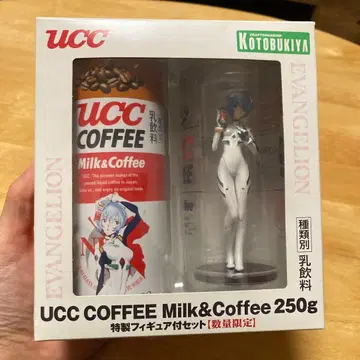 UCC
KOTOBUKIYA
EVANGELION
EVANGELION
UCC
COFFEE
乳飲料
Milk&Coffee
種類別 乳飲料
UCC COFFEE Milk&Coffee 250g
特製フィギュア付セット【数量限定】